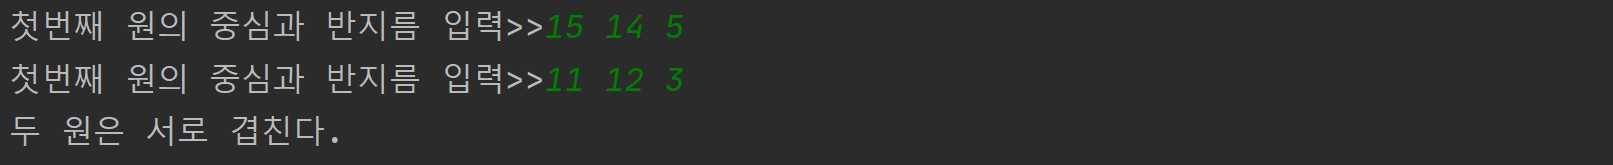 첫번째 원의 중심과 반지름 입력>>15 14 5
첫번째 원의 중심과 반지름 입력>>11 12 3
두 원은 서로 겹친다.